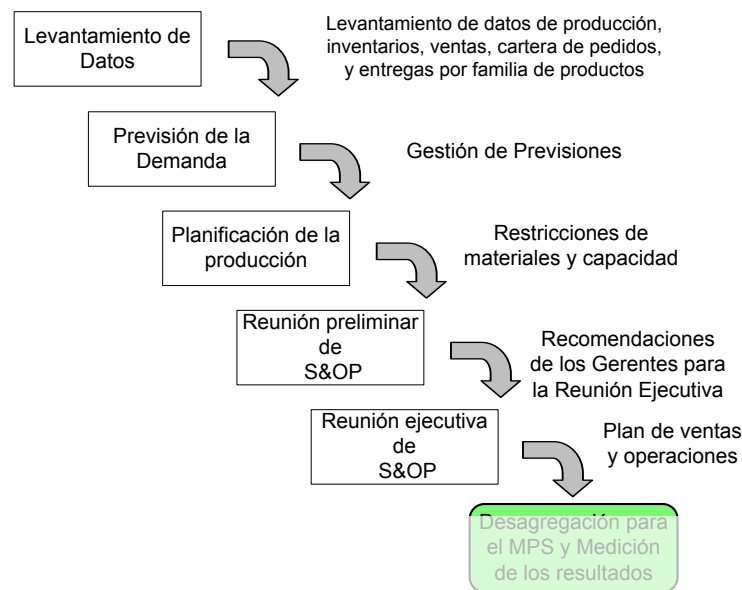 Levantamiento de
Datos
Levantamiento de datos de producción,
inventarios, ventas, cartera de pedidos,
y entregas por familia de productos
Previsión de la
Demanda
Gestión de Previsiones
Planificación de la
producción
Restricciones de
materiales y capacidad
Reunión preliminar
de
S&OP
Recomendaciones
de los Gerentes para
la Reunión Ejecutiva
Reunión ejecutiva
de
S&OP
Plan de ventas
y operaciones
Desagregación para
el MPS y Medición
de los resultados